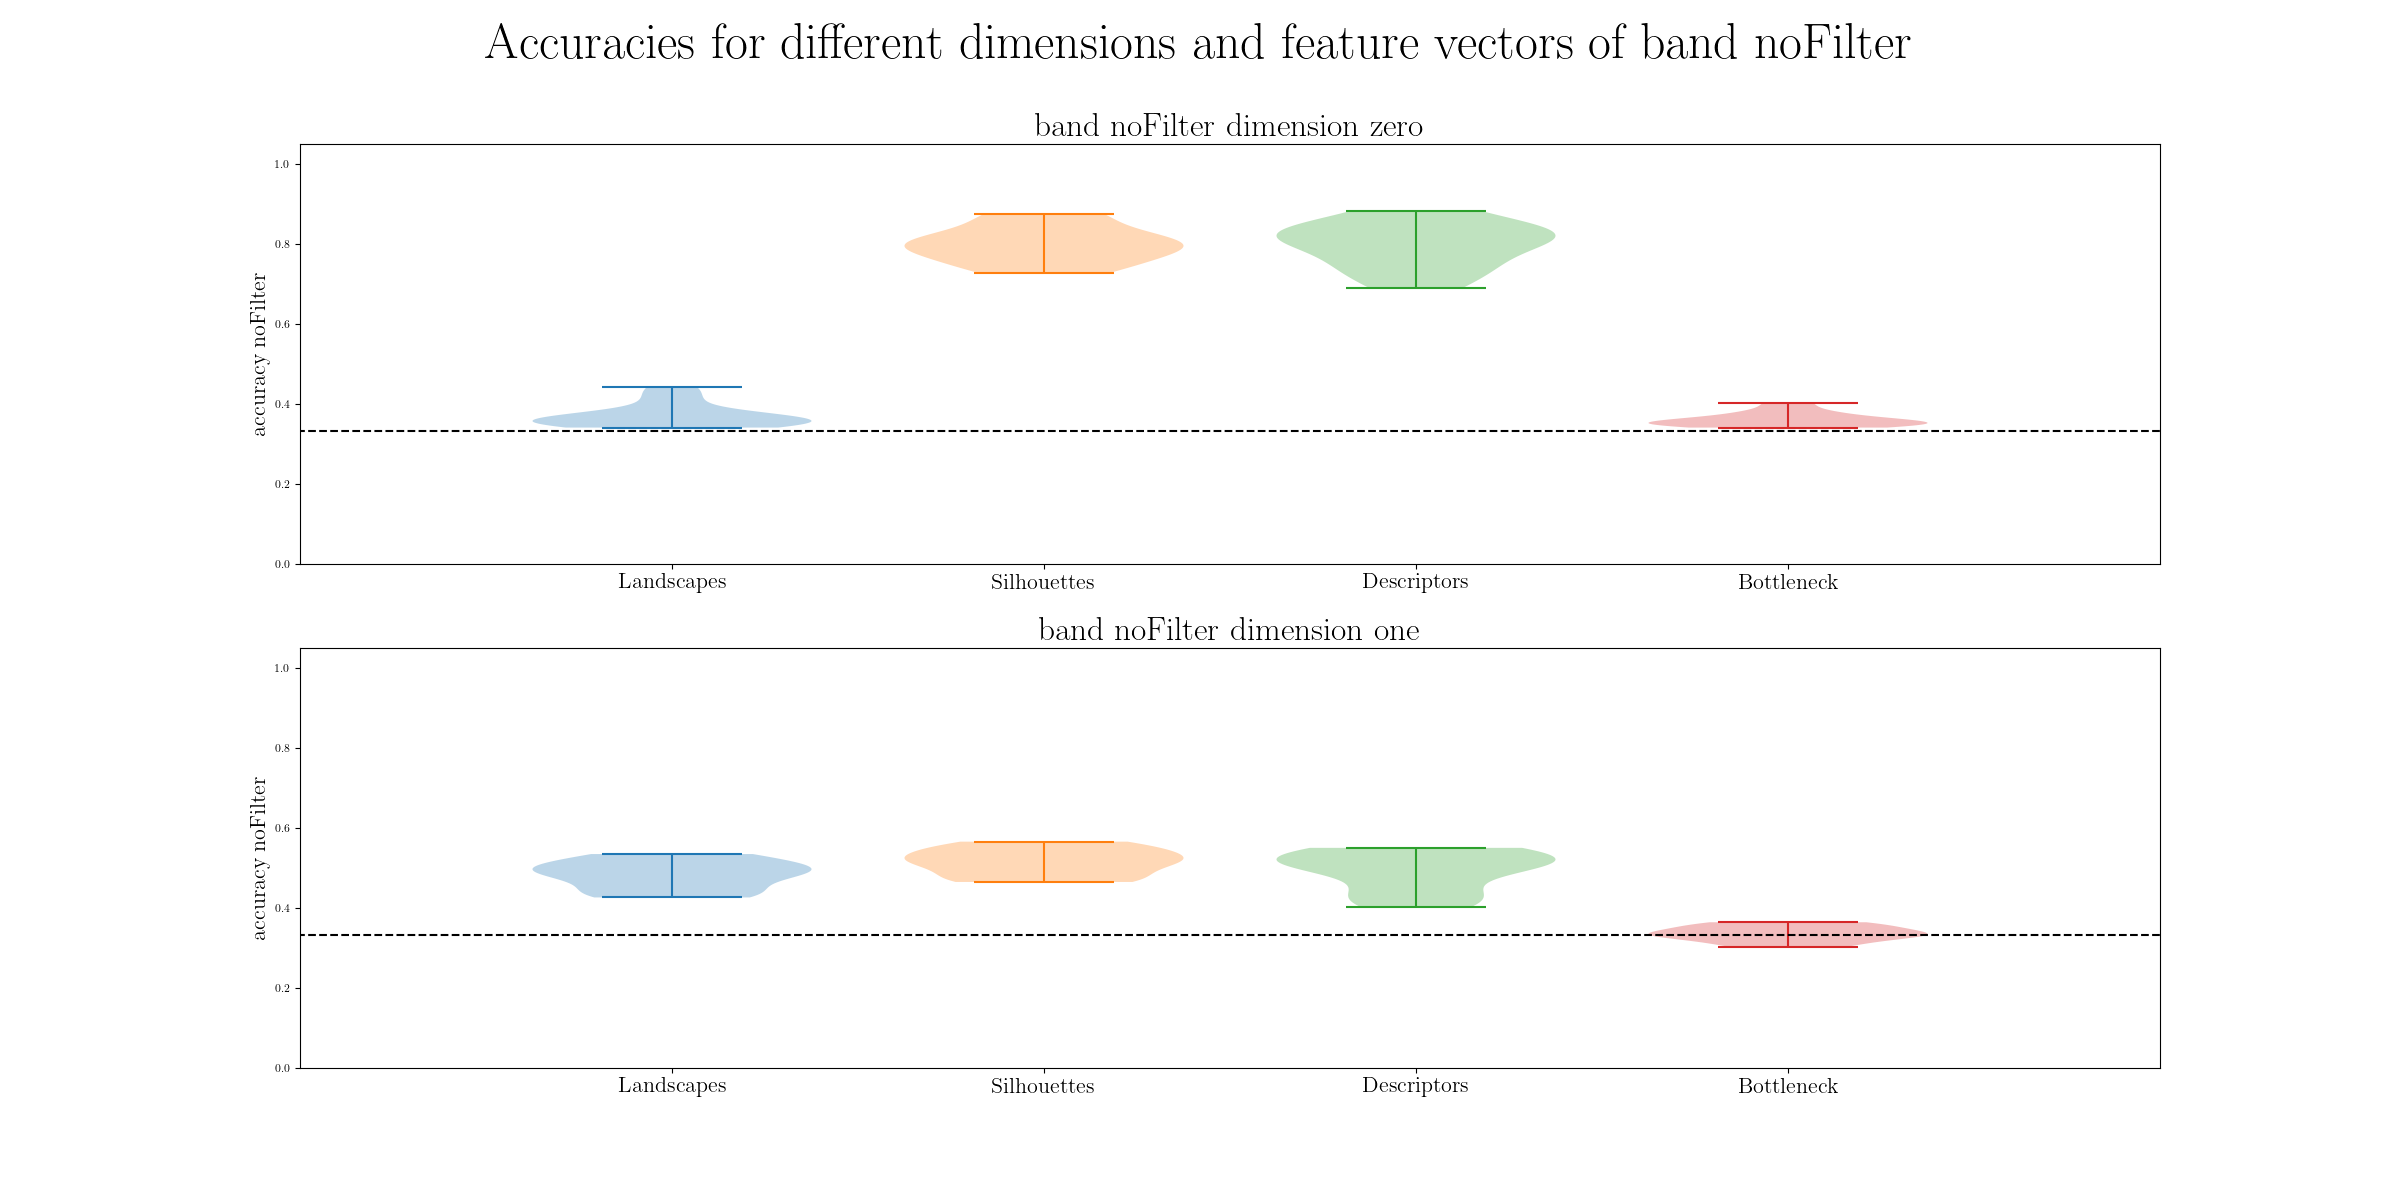 Accuracies for different dimensions and feature vectors of band noFilter
band noFilter dimension zero
accuracy noFilter
1.0
0.8
0.6
0.4
0.2
0.0
Landscapes Silhouettes Descriptors Bottleneck
band noFilter dimension one
accuracy noFilter
1.0
0.8
0.6
0.4
0.2
0.0
Landscapes Silhouettes Descriptors Bottleneck